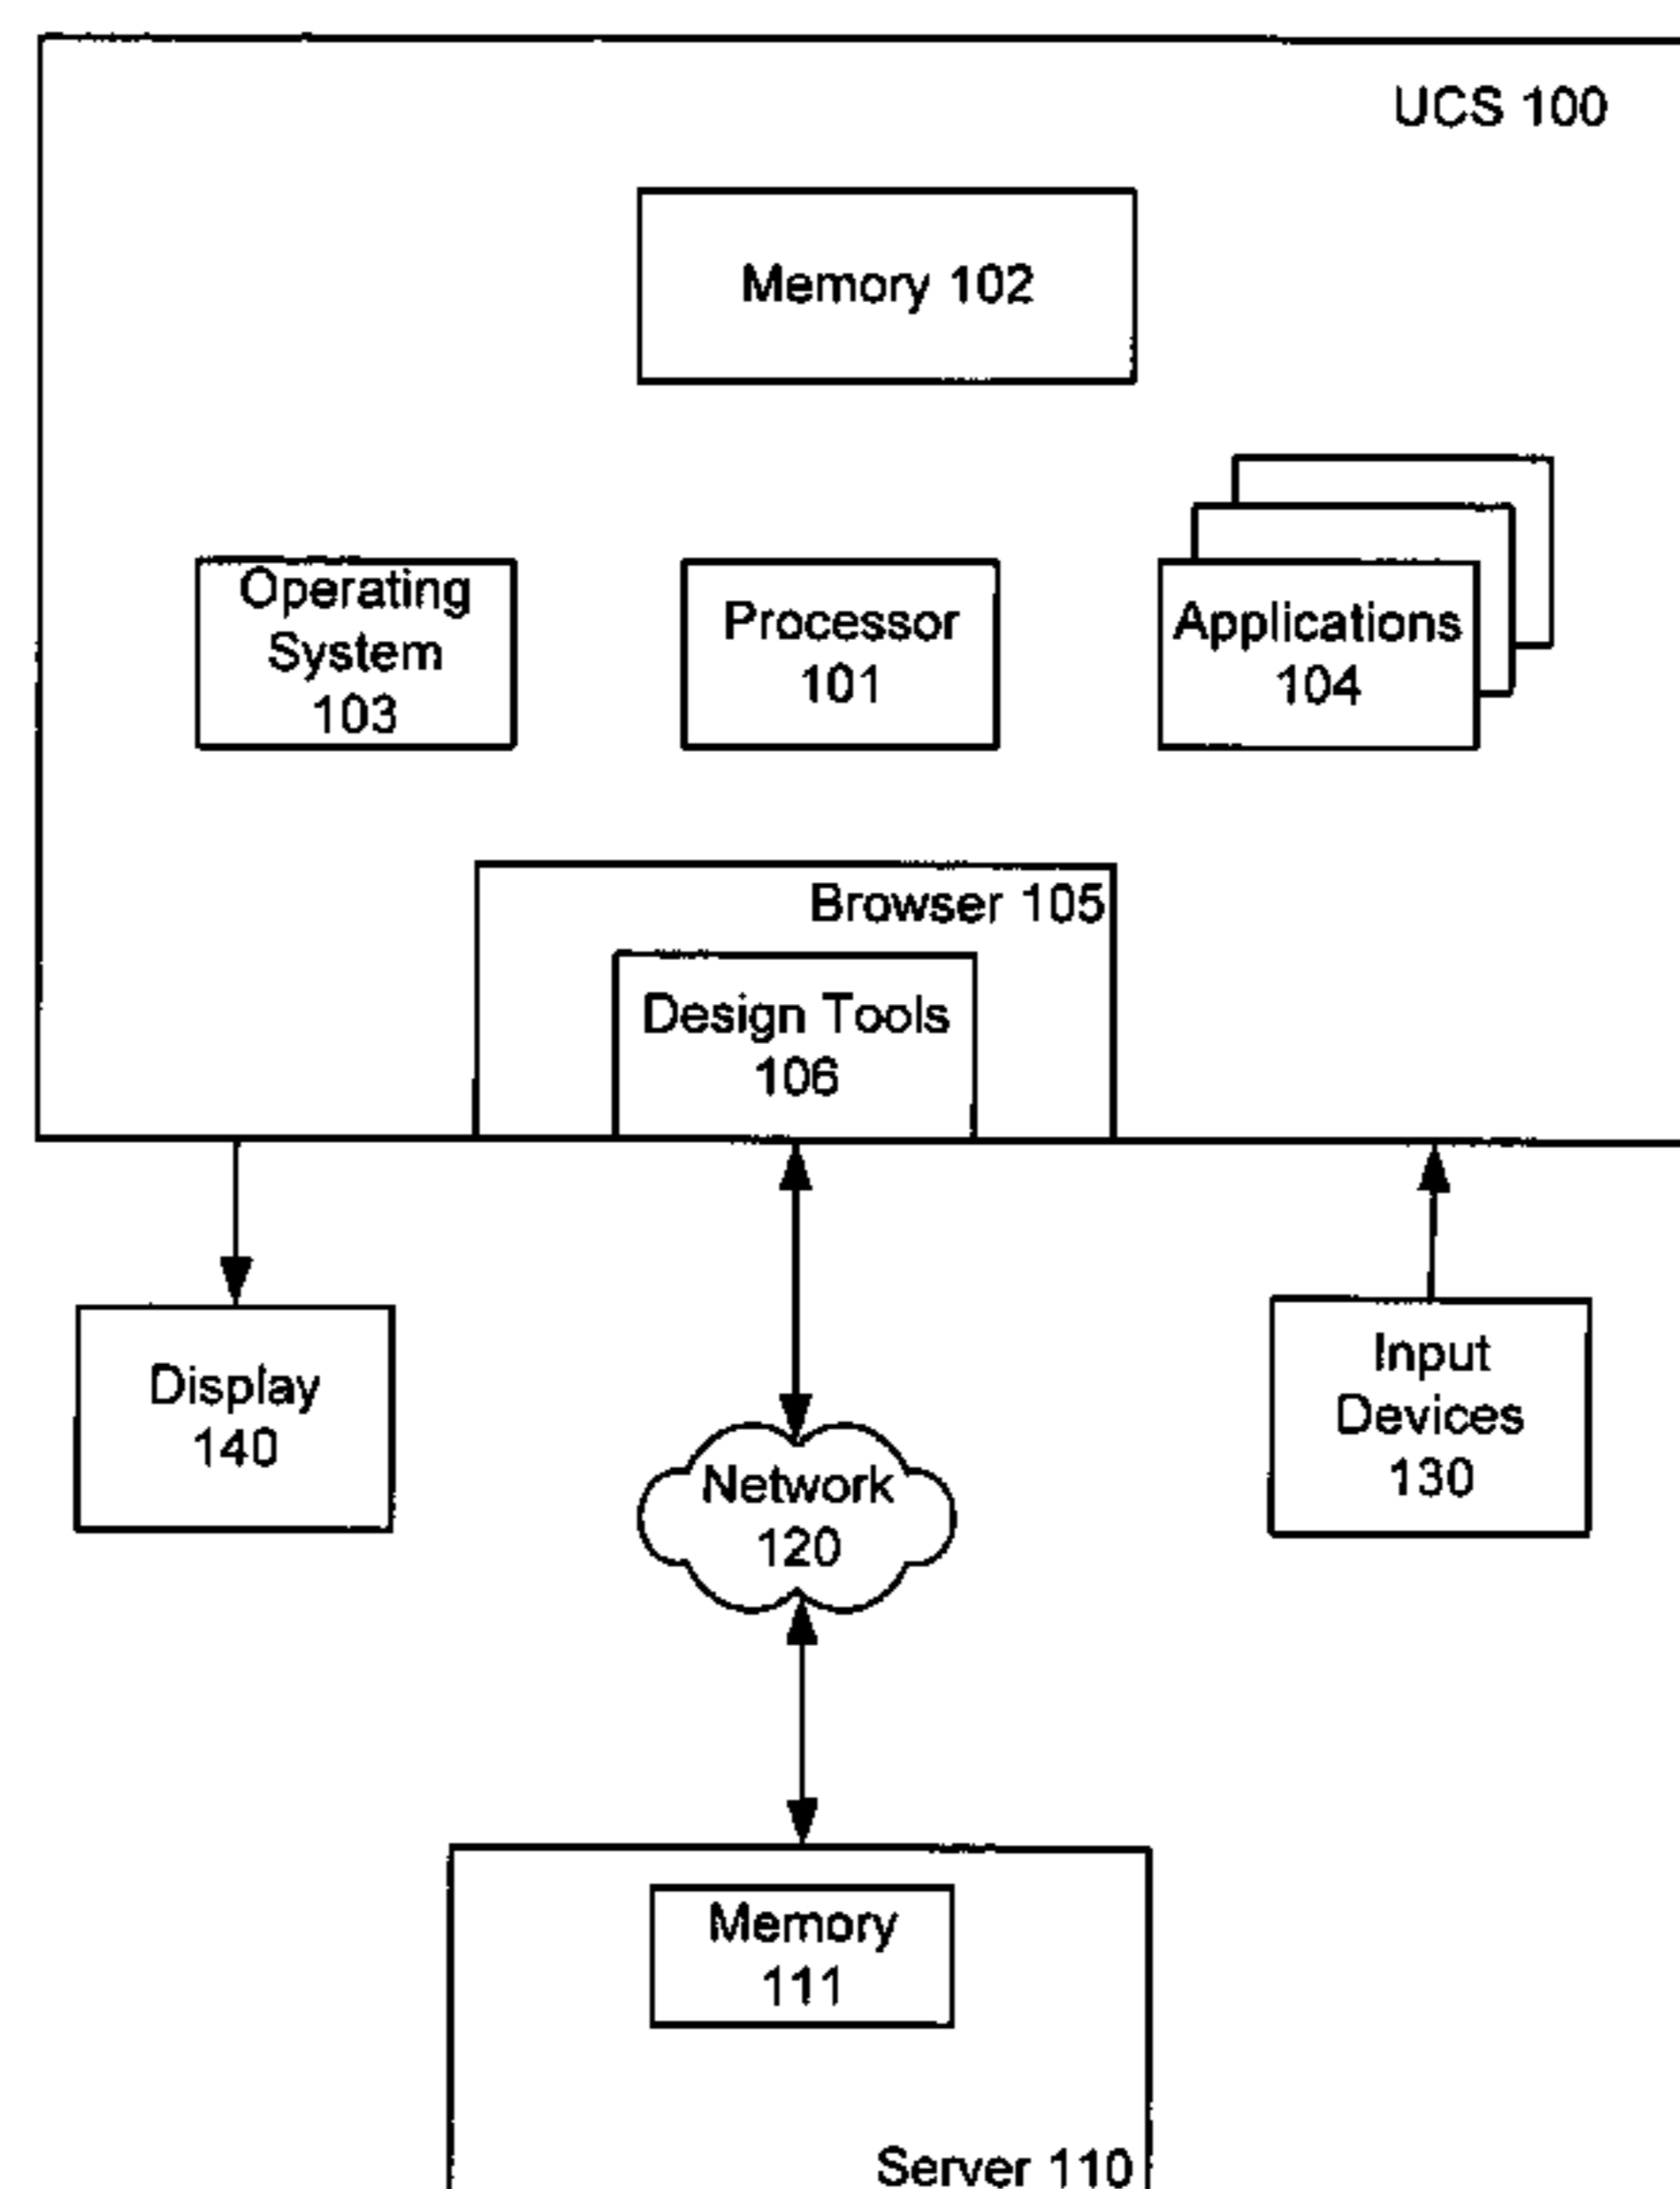 UCS 100
Memory 102
Operating
System
103
Processor
101
Applications
104
Browser 105
Design Tools
106
Display
140
Network
120
Input
Devices
130
Memory
111
Server 110